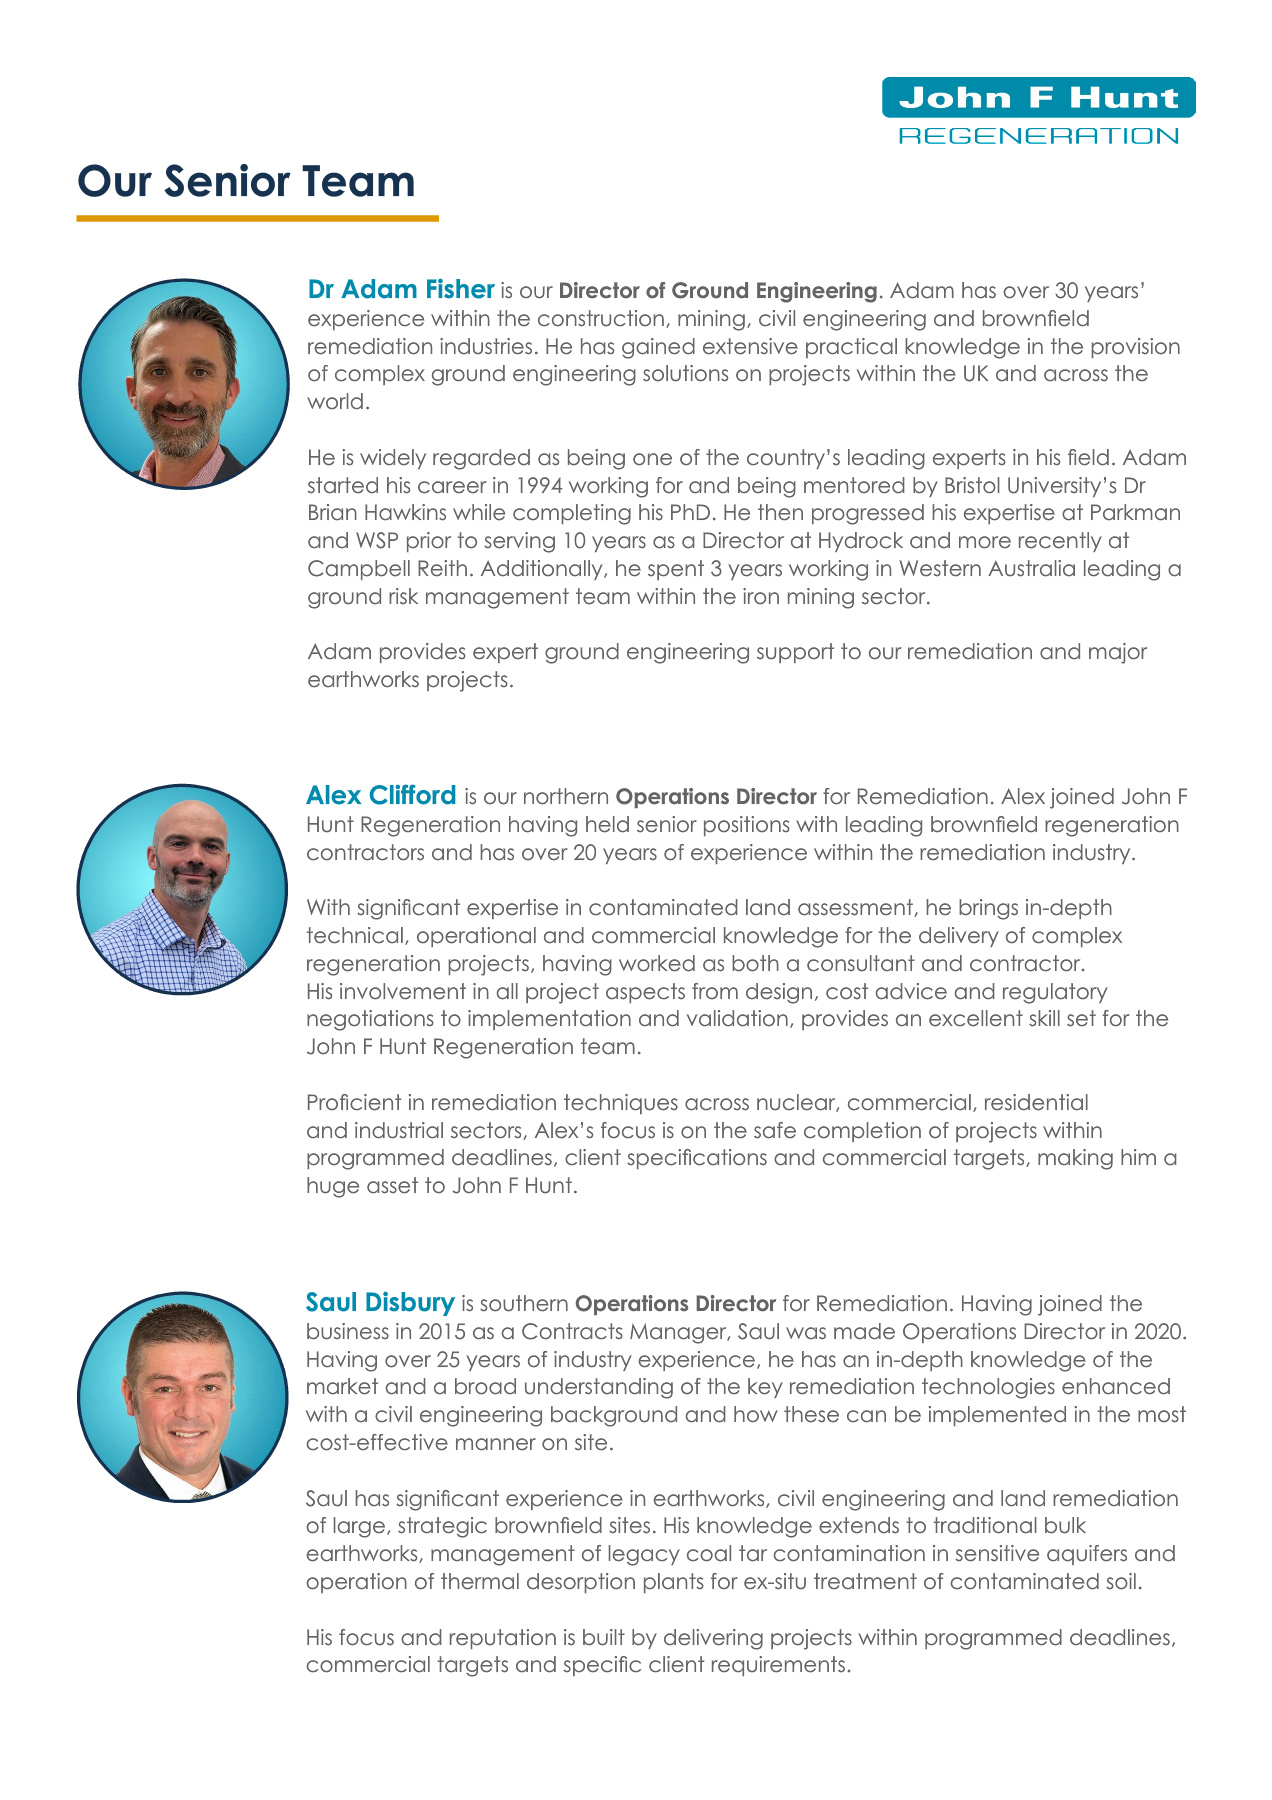 John F Hunt
REGENERATION
Our Senior Team
Dr Adam Fisher is our Director of Ground Engineering. Adam has over 30 years’
experience within the construction, mining, civil engineering and brownfield
remediation industries. He has gained extensive practical knowledge in the provision
of complex ground engineering solutions on projects within the UK and across the
world.
He is widely regarded as being one of the country’s leading experts in his field. Adam
started his career in 1994 working for and being mentored by Bristol University’s Dr
Brian Hawkins while completing his PhD. He then progressed his expertise at Parkman
and WSP prior to serving 10 years as a Director at Hydrock and more recently at
Campbell Reith. Additionally, he spent 3 years working in Western Australia leading a
ground risk management team within the iron mining sector.
Adam provides expert ground engineering support to our remediation and major
earthworks projects.
Alex Clifford is our northern Operations Director for Remediation. Alex joined John F
Hunt Regeneration having held senior positions with leading brownfield regeneration
contractors and has over 20 years of experience within the remediation industry.
With significant expertise in contaminated land assessment, he brings in-depth
technical, operational and commercial knowledge for the delivery of complex
regeneration projects, having worked as both a consultant and contractor.
His involvement in all project aspects from design, cost advice and regulatory
negotiations to implementation and validation, provides an excellent skill set for the
John F Hunt Regeneration team.
Proficient in remediation techniques across nuclear, commercial, residential
and industrial sectors, Alex’s focus is on the safe completion of projects within
programmed deadlines, client specifications and commercial targets, making him a
huge asset to John F Hunt.
Saul Disbury is southern Operations Director for Remediation. Having joined the
business in 2015 as a Contracts Manager, Saul was made Operations Director in 2020.
Having over 25 years of industry experience, he has an in-depth knowledge of the
market and a broad understanding of the key remediation technologies enhanced
with a civil engineering background and how these can be implemented in the most
cost-effective manner on site.
Saul has significant experience in earthworks, civil engineering and land remediation
of large, strategic brownfield sites. His knowledge extends to traditional bulk
earthworks, management of legacy coal tar contamination in sensitive aquifers and
operation of thermal desorption plants for ex-situ treatment of contaminated soil.
His focus and reputation is built by delivering projects within programmed deadlines,
commercial targets and specific client requirements.